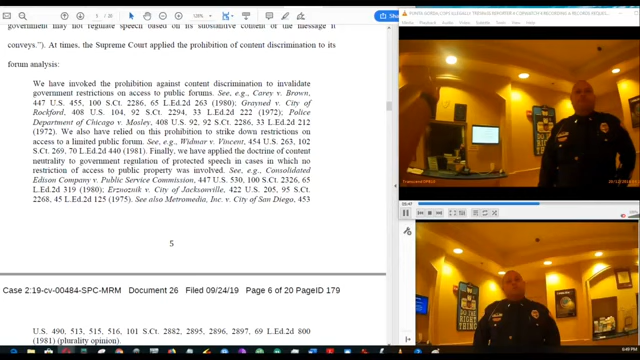 government may not regulate speech based on its substantive content or the message it
conveys."). At times, the Supreme Court applied the prohibition of content discrimination to its
forum analysis:
We have invoked the prohibition against content discrimination to invalidate
government restrictions on access to public forums. See, e.g., Carey v. Brown,
447 U.S. 455, 100 S.Ct. 2286, 65 L.Ed.2d 263 (1980); Grayned v. City of
Rockford, 408 U.S. 104, 92 S.Ct. 2294, 33 L.Ed.2d 222 (1972); Police
Department of Chicago v. Mosley, 408 U.S. 92, 92 S.Ct. 2286, 33 L.Ed.2d 212
(1972). We also have relied on this prohibition to strike down restrictions on
access to a limited public forum. See, e.g., Widmar v. Vincent, 454 U.S. 263, 102
S.Ct. 269, 70 L.Ed.2d 440 (1981). Finally, we have applied the doctrine of content
neutrality to government regulation of protected speech in cases in which no
restriction of access to public property was involved. See, e.g., Consolidated
Edison Company v. Public Service Commission, 447 U.S. 530, 100 S.Ct. 2326, 65
L.Ed.2d 319 (1980); Erznoznik v. City of Jacksonville, 422 U.S. 205, 95 S.Ct.
2268, 45 L.Ed.2d 125 (1975). See also Metromedia, Inc. v. City of San Diego, 453
5
Case 2:19-cv-00484-SPC-MRM Document 26 Filed 09/24/19 Page 6 of 20 PageID 179
U.S. 490, 513, 515, 516, 101 S.Ct. 2882, 2895, 2896, 2897, 69 L.Ed.2d 800
(1981) (plurality opinion).
DO THE
RIGHT
THING